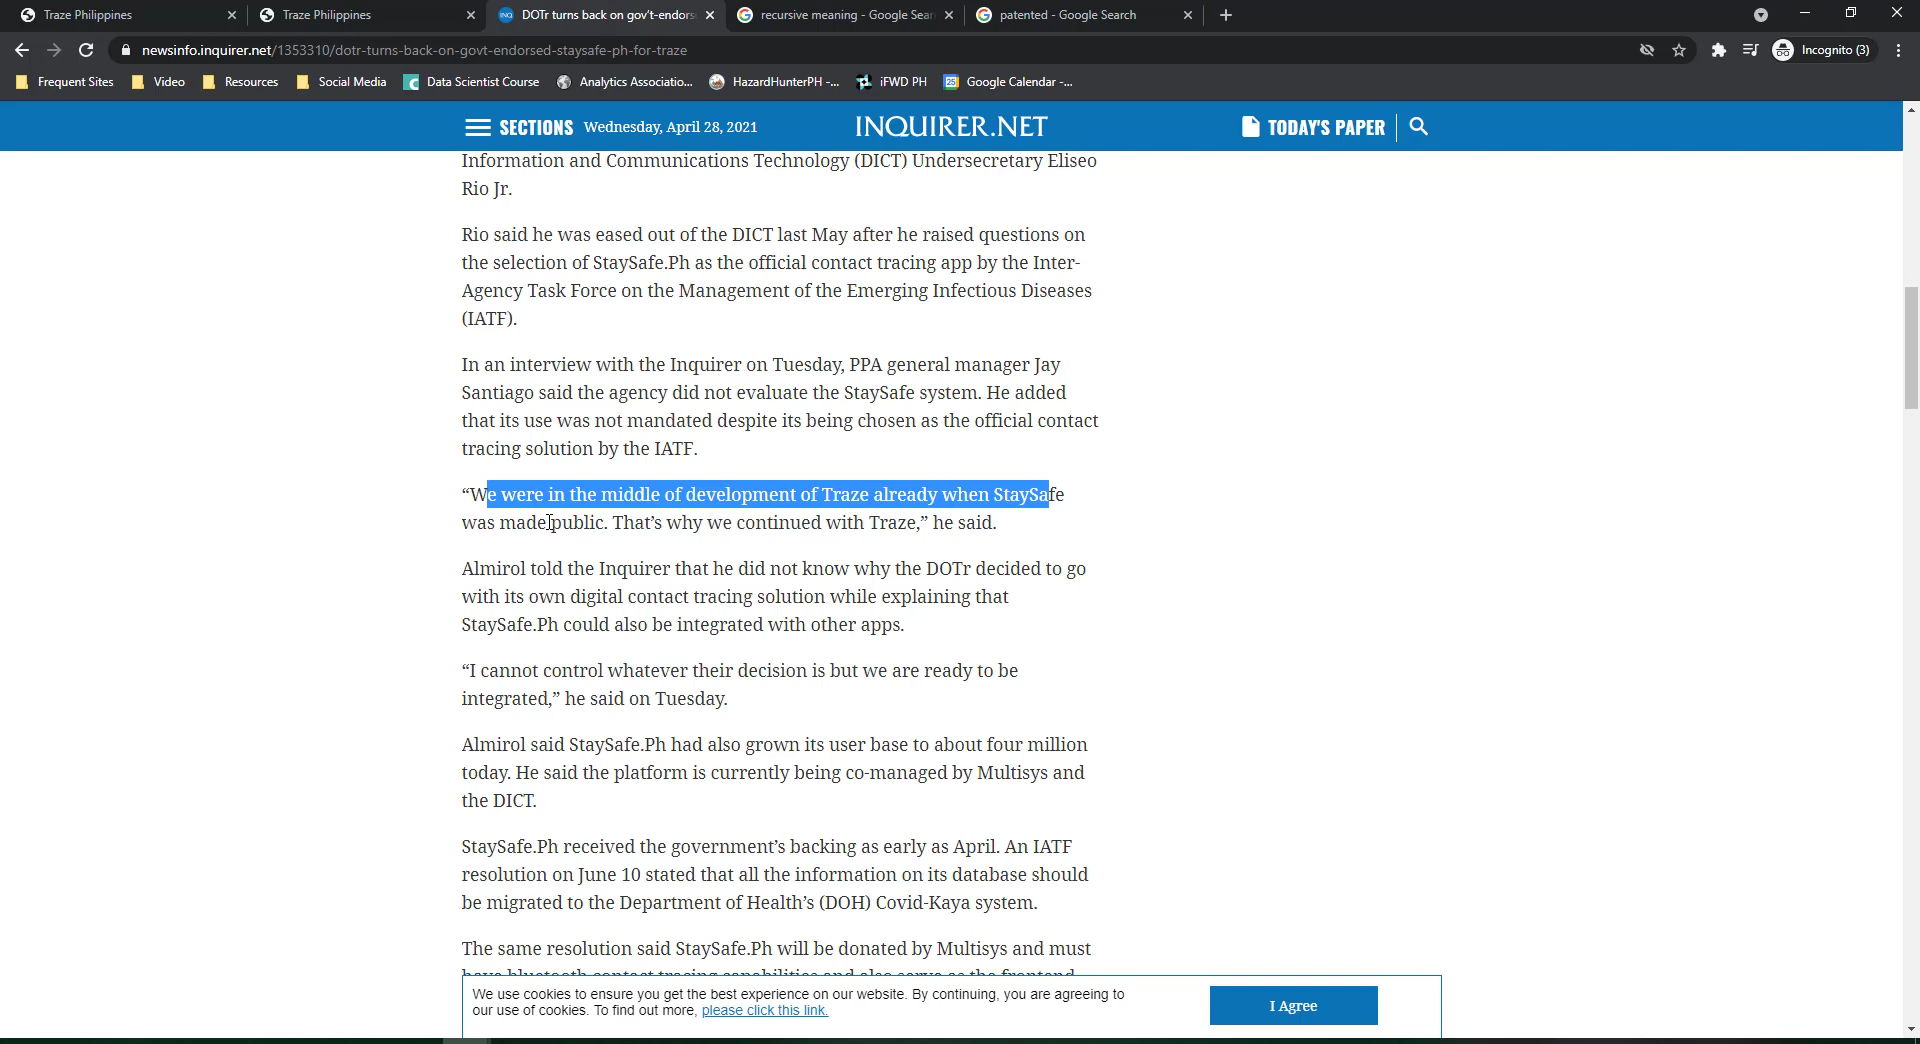 Traze Philippines
Traze Philippines
DOTr turns back on gov't-endors
recursive meaning - Google Sear
patented - Google Search
newsinfo.inquirer.net/1353310/dotr-turns-back-on-govt-endorsed-staysafe-ph-for-traze
Incognito (3)
Frequent Sites
Video
Resources
Social Media
Data Scientist Course
Analytics Associatio...
HazardHunterPH -...
iFWD PH
Google Calendar -...
SECTIONS
Wednesday, April 28, 2021
INQUIRER.NET
TODAY'S PAPER
Information and Communications Technology (DICT) Undersecretary Eliseo
Rio Jr.
Rio said he was eased out of the DICT last May after he raised questions on
the selection of StaySafe.Ph as the official contact tracing app by the Inter-
Agency Task Force on the Management of the Emerging Infectious Diseases
(IATF).
In an interview with the Inquirer on Tuesday, PPA general manager Jay
Santiago said the agency did not evaluate the StaySafe system. He added
that its use was not mandated despite its being chosen as the official contact
tracing solution by the IATF.
“We were in the middle of development of Traze already when StaySafe
was made public. That’s why we continued with Traze,” he said.
Almirol told the Inquirer that he did not know why the DOTr decided to go
with its own digital contact tracing solution while explaining that
StaySafe.Ph could also be integrated with other apps.
“I cannot control whatever their decision is but we are ready to be
integrated,” he said on Tuesday.
Almirol said StaySafe.Ph had also grown its user base to about four million
today. He said the platform is currently being co-managed by Multisys and
the DICT.
StaySafe.Ph received the government’s backing as early as April. An IATF
resolution on June 10 stated that all the information on its database should
be migrated to the Department of Health’s (DOH) Covid-Kaya system.
The same resolution said StaySafe.Ph will be donated by Multisys and must
have bluetooth contact tracing capabilities and also serve as the frontend
We use cookies to ensure you get the best experience on our website. By continuing, you are agreeing to
our use of cookies. To find out more, please click this link.
I Agree